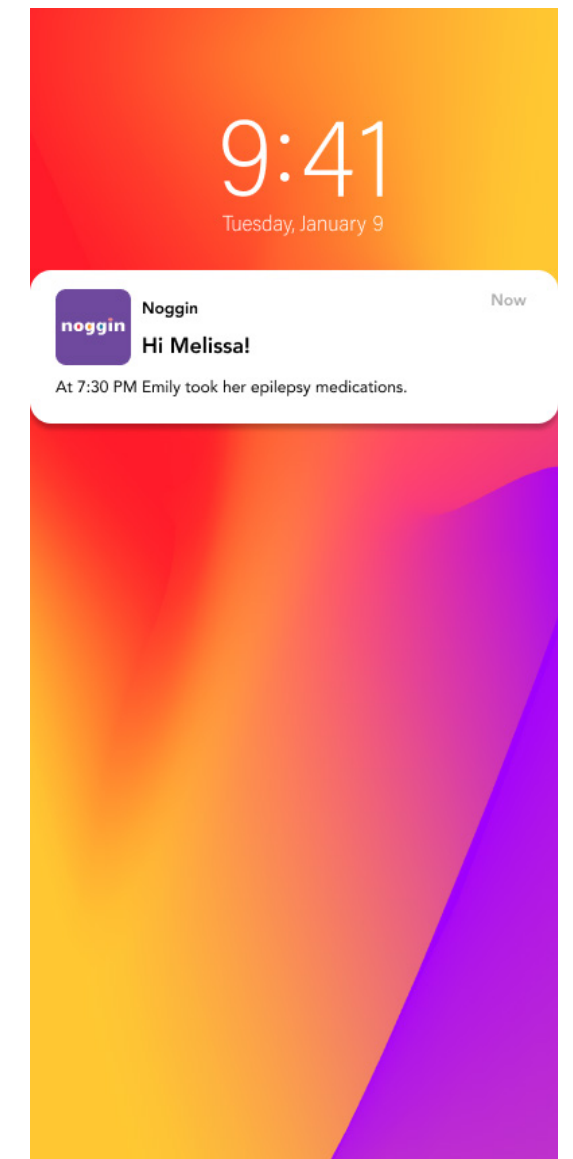 9:41
Tuesday, January 9
noggin
Noggin
Now
Hi Melissa!
At 7:30 PM Emily took her epilepsy medications.